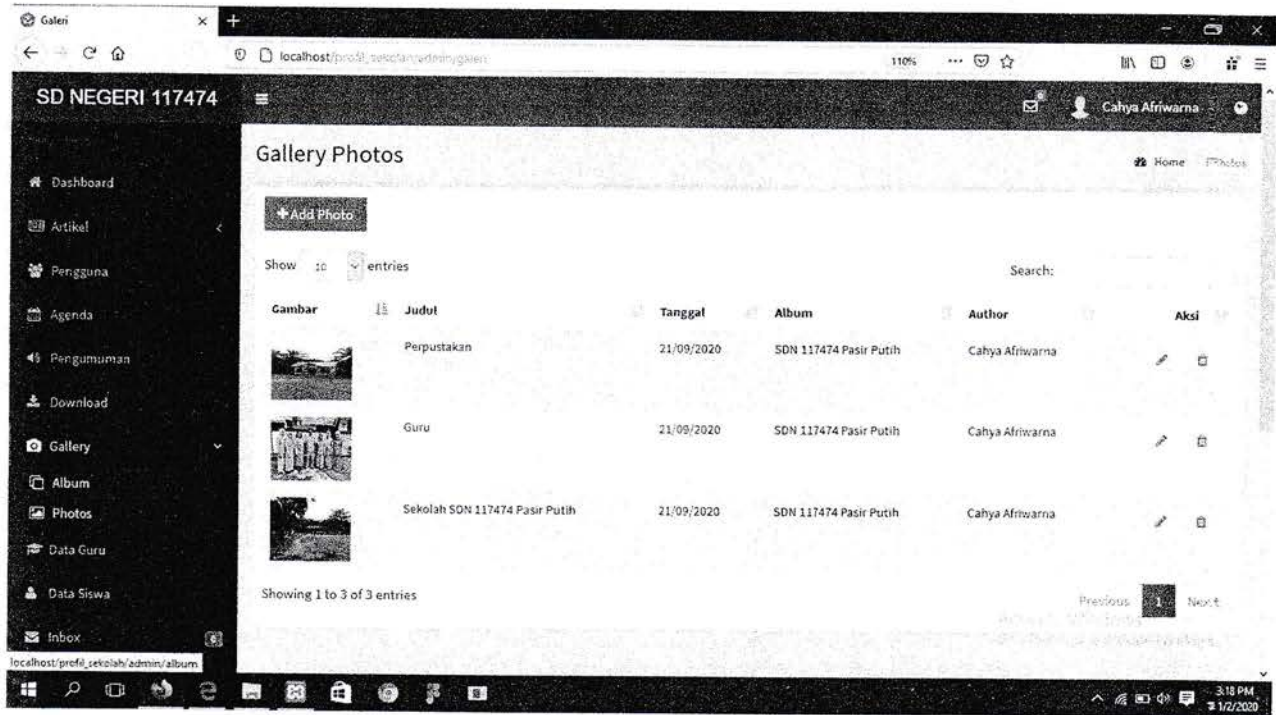 Galeri
localhost/profil_sekolah/admin/galeri 110%
SD NEGERI 117474 Cahya Afriwarna
Gallery Photos Home Photos
Dashboard
Artikel
Pengguna
Agenda
Pengumuman
Download
Gallery
Album
Photos
Data Guru
Data Siswa
Inbox
+Add Photo
Show 10 entries Search:
Gambar Judul Tanggal Album Author Aksi
Perpustakan 21/09/2020 SDN 117474 Pasir Putih Cahya Afriwarna
Guru 21/09/2020 SDN 117474 Pasir Putih Cahya Afriwarna
Sekolah SDN 117474 Pasir Putih 21/09/2020 SDN 117474 Pasir Putih Cahya Afriwarna
Showing 1 to 3 of 3 entries Previous 1 Next
localhost/profil_sekolah/admin/album
3:18 PM
1/2/2020